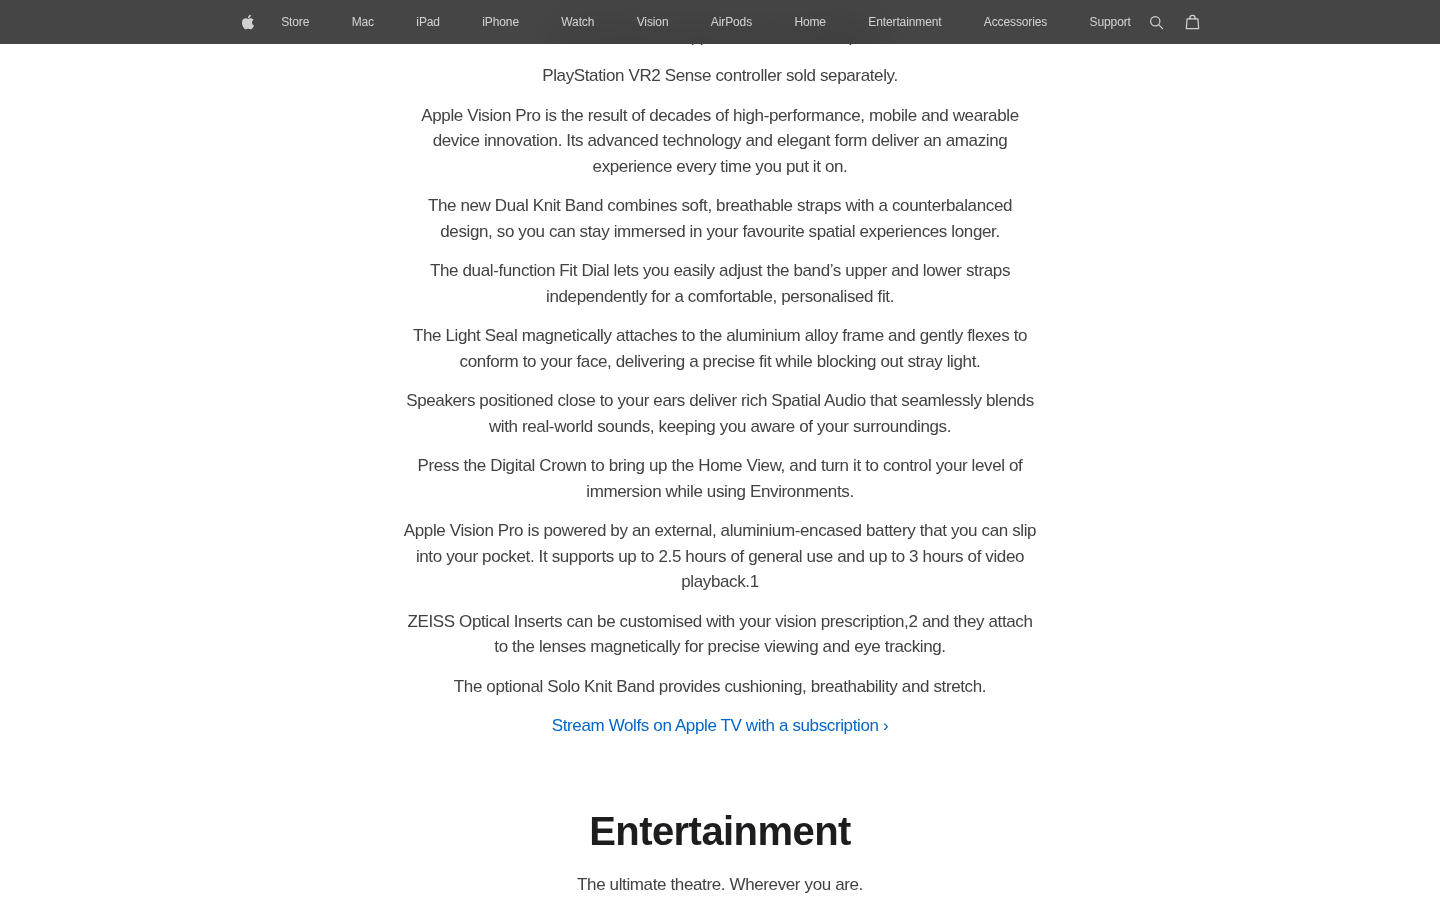 Store Mac iPad iPhone Watch Vision AirPods Home Entertainment Accessories Support
PlayStation VR2 Sense controller sold separately.
Apple Vision Pro is the result of decades of high-performance, mobile and wearable
device innovation. Its advanced technology and elegant form deliver an amazing
experience every time you put it on.
The new Dual Knit Band combines soft, breathable straps with a counterbalanced
design, so you can stay immersed in your favourite spatial experiences longer.
The dual-function Fit Dial lets you easily adjust the band’s upper and lower straps
independently for a comfortable, personalised fit.
The Light Seal magnetically attaches to the aluminium alloy frame and gently flexes to
conform to your face, delivering a precise fit while blocking out stray light.
Speakers positioned close to your ears deliver rich Spatial Audio that seamlessly blends
with real-world sounds, keeping you aware of your surroundings.
Press the Digital Crown to bring up the Home View, and turn it to control your level of
immersion while using Environments.
Apple Vision Pro is powered by an external, aluminium-encased battery that you can slip
into your pocket. It supports up to 2.5 hours of general use and up to 3 hours of video
playback.1
ZEISS Optical Inserts can be customised with your vision prescription,2 and they attach
to the lenses magnetically for precise viewing and eye tracking.
The optional Solo Knit Band provides cushioning, breathability and stretch.
Stream Wolfs on Apple TV with a subscription ›
Entertainment
The ultimate theatre. Wherever you are.